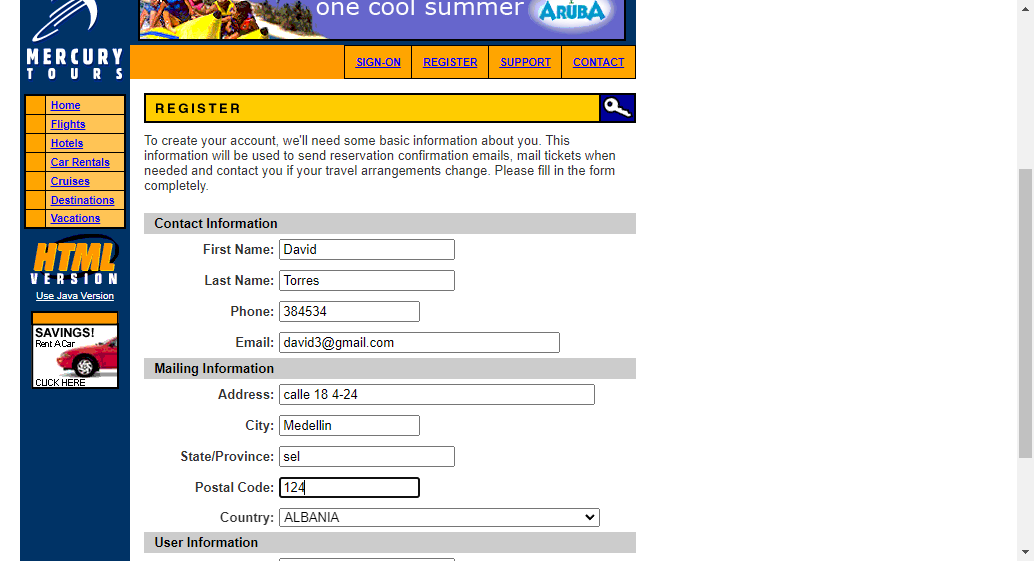 one cool summer
ARUBA
MERCURY
TOURS
SIGN-ON REGISTER SUPPORT CONTACT
Home
Flights
Hotels
Car Rentals
Cruises
Destinations
Vacations
HTML
VERSION
Use Java Version
SAVINGS!
Rent A Car
CLICK HERE
REGISTER
To create your account, we'll need some basic information about you. This
information will be used to send reservation confirmation emails, mail tickets when
needed and contact you if your travel arrangements change. Please fill in the form
completely.
Contact Information
First Name: David
Last Name: Torres
Phone: 384534
Email: david3@gmail.com
Mailing Information
Address: calle 18 4-24
City: Medellin
State/Province: sel
Postal Code: 124
Country: ALBANIA
User Information